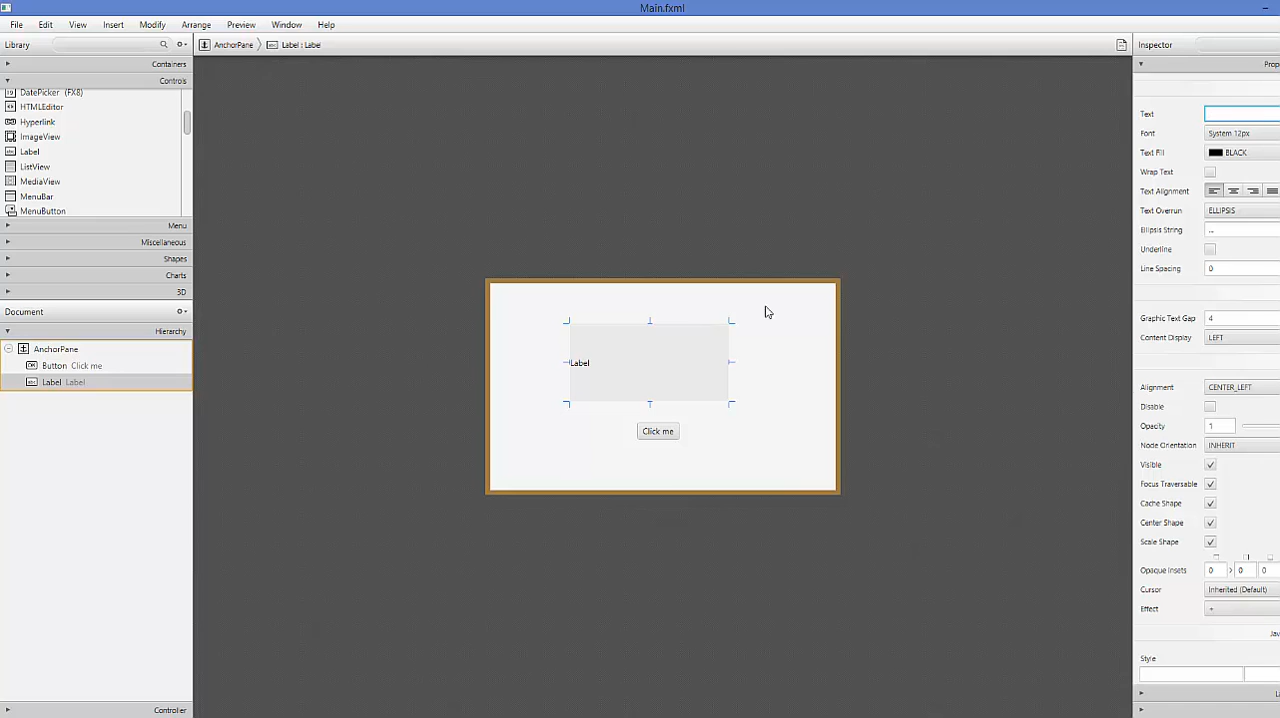 Main.fxml
File Edit View Insert Modify Arrange Preview Window Help
Library
Containers
Controls
DatePicker (FX8)
HTMLEditor
Hyperlink
ImageView
Label
ListView
MediaView
MenuBar
MenuButton
Menu
Miscellaneous
Shapes
Charts
3D
Document
Hierarchy
AnchorPane
Button Click me
Label Label
Controller
AnchorPane Label : Label
Label
Click me
Inspector
Prop
Text
Font System 12px
Text Fill BLACK
Wrap Text
Text Alignment
Text Overrun ELLIPSIS
Ellipsis String ...
Underline
Line Spacing 0
Graphic Text Gap 4
Content Display LEFT
Alignment CENTER_LEFT
Disable
Opacity 1
Node Orientation INHERIT
Visible
Focus Traversable
Cache Shape
Center Shape
Scale Shape
Opaque Insets 0 0 0
Cursor Inherited (Default)
Effect +
Jav
Style